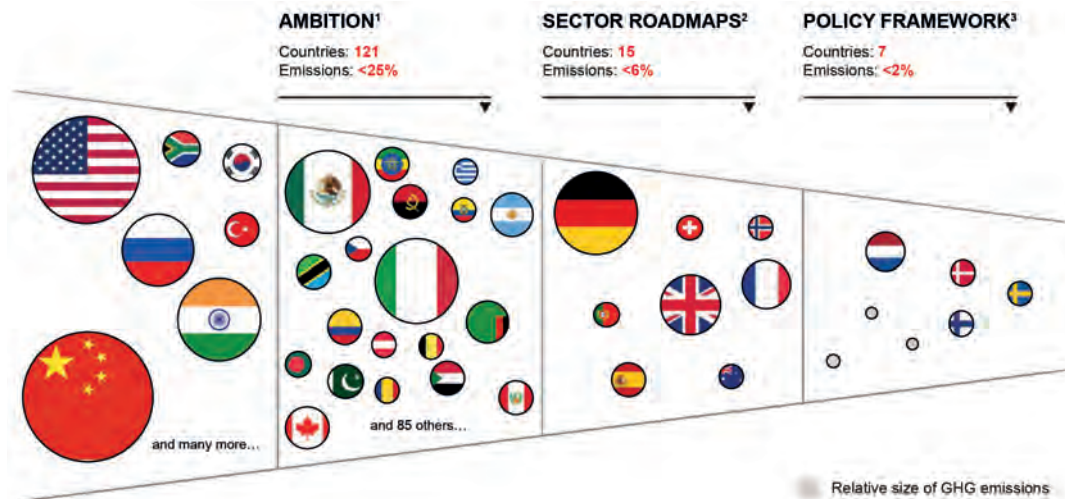 AMBITION¹
Countries: 121
Emissions: <25%
SECTOR ROADMAPS²
Countries: 15
Emissions: <6%
POLICY FRAMEWORK³
Countries: 7
Emissions: <2%
and many more...
and 85 others...
Relative size of GHG emissions